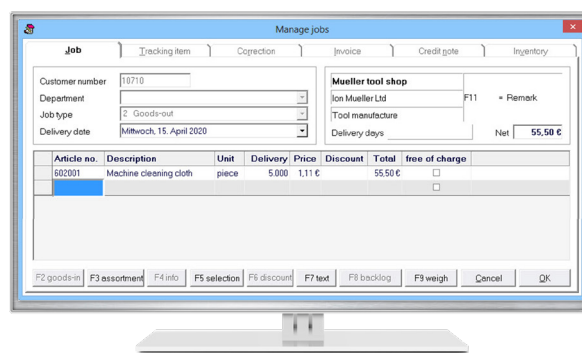 Manage jobs
Job Tracking item Correction Invoice Credit note Inventory
Customer number 10710
Department
Job type 2 Goods-out
Delivery date Mittwoch, 15. April 2020
Mueller tool shop
Ion Mueller Ltd F11 = Remark
Tool manufacture
Delivery days Net 55,50 €
Article no. Description Unit Delivery Price Discount Total free of charge
602001 Machine cleaning cloth piece 5.000 1,11 € 55,50 €
F2 goods-in F3 assortment F4 info F5 selection F6 discount F7 text F8 backlog F9 weigh Cancel OK